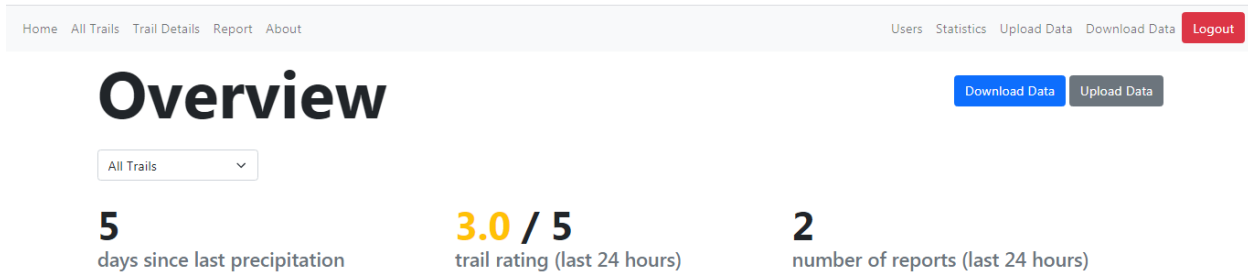 Home All Trails Trail Details Report About Users Statistics Upload Data Download Data Logout
Overview
Download Data Upload Data
All Trails
5 3.0 / 5 2
days since last precipitation trail rating (last 24 hours) number of reports (last 24 hours)